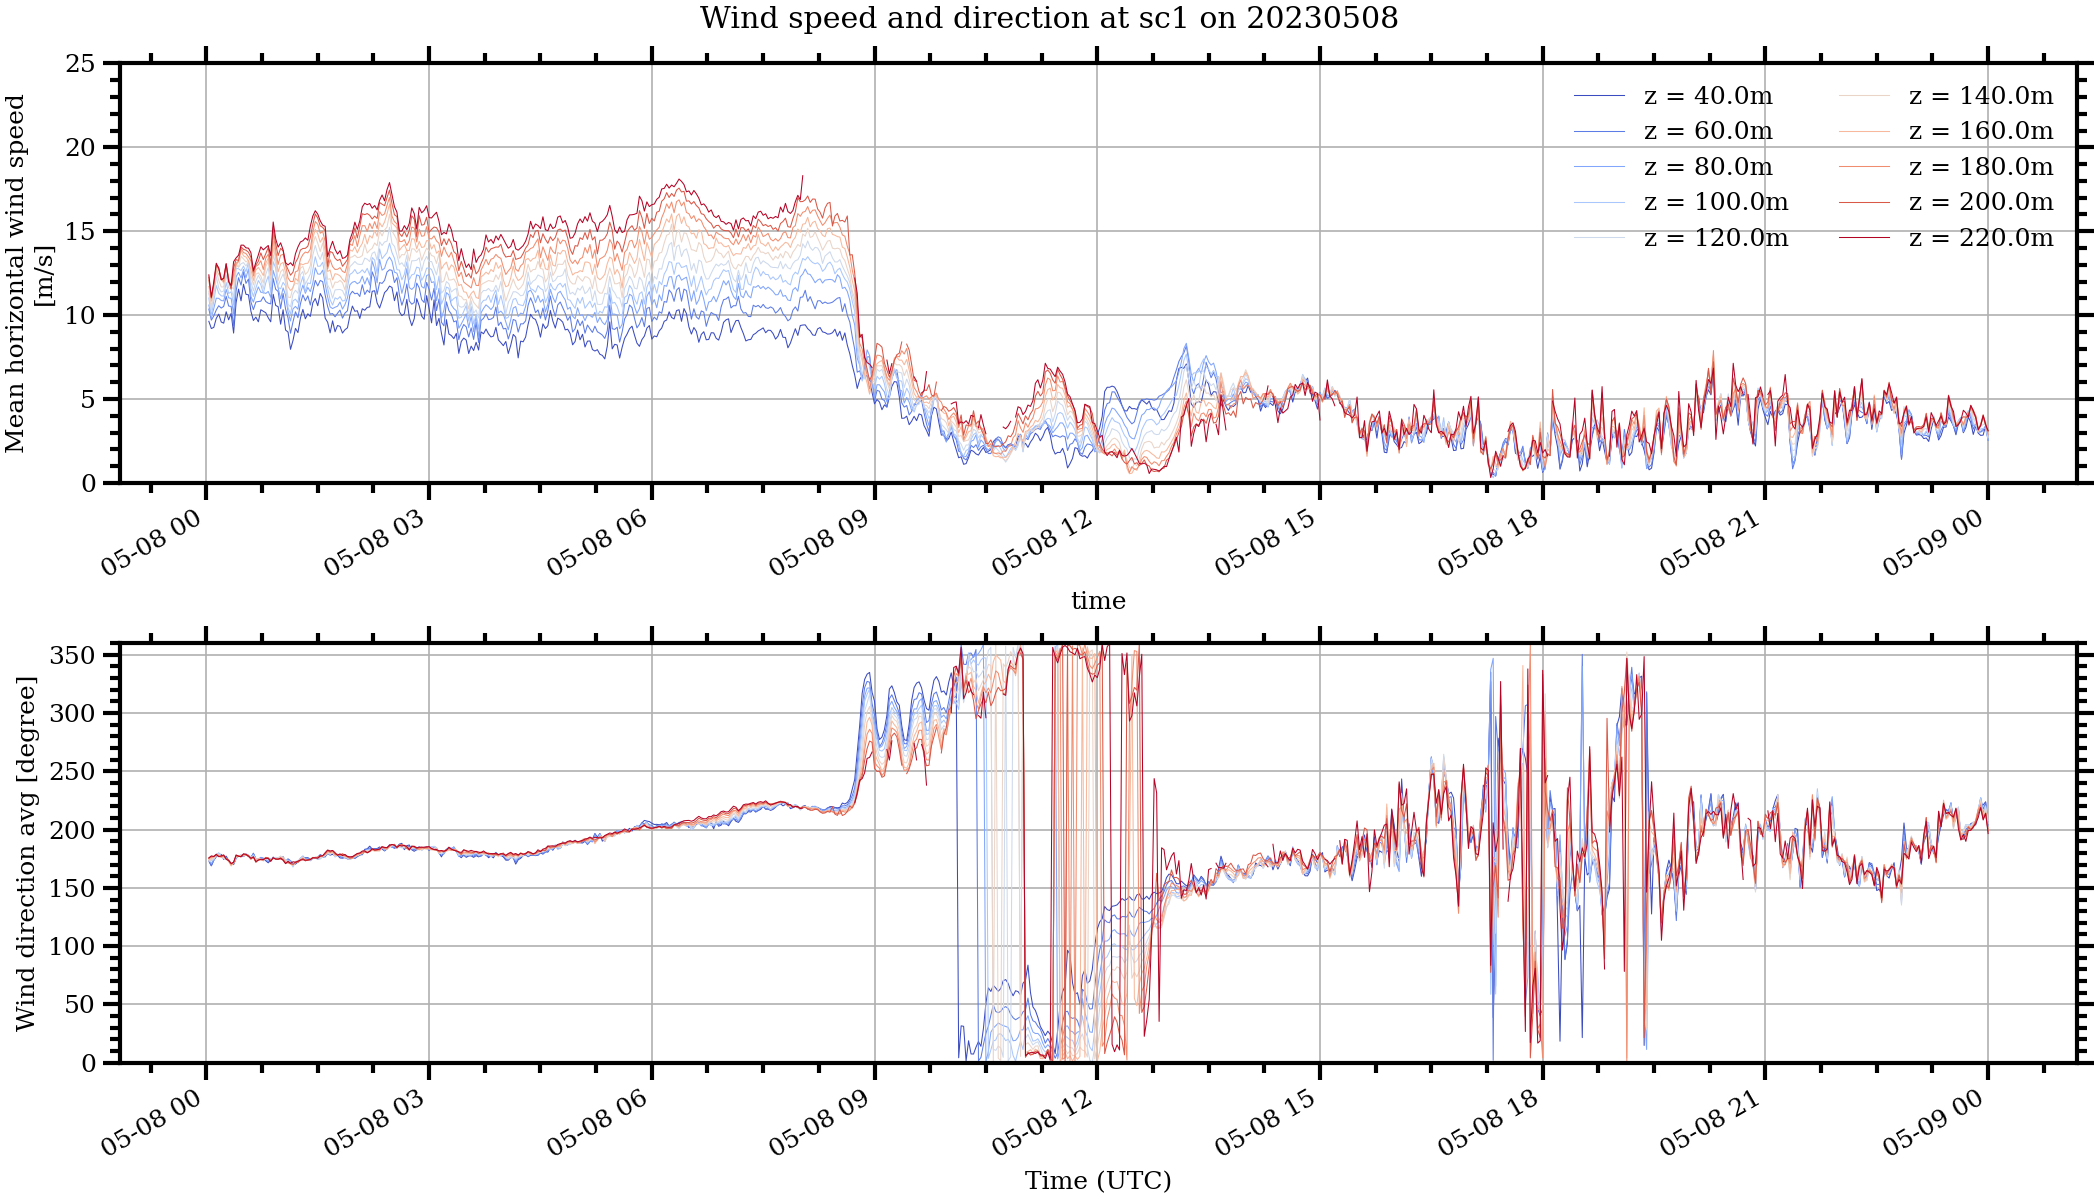 Wind speed and direction at sc1 on 20230508
Mean horizontal wind speed
[m/s]
25
20
15
10
5
0
z = 40.0m
z = 60.0m
z = 80.0m
z = 100.0m
z = 120.0m
z = 140.0m
z = 160.0m
z = 180.0m
z = 200.0m
z = 220.0m
05-08 00
05-08 03
05-08 06
05-08 09
05-08 12
05-08 15
05-08 18
05-08 21
05-09 00
time
Wind direction avg [degree]
350
300
250
200
150
100
50
0
05-08 00
05-08 03
05-08 06
05-08 09
05-08 12
05-08 15
05-08 18
05-08 21
05-09 00
Time (UTC)